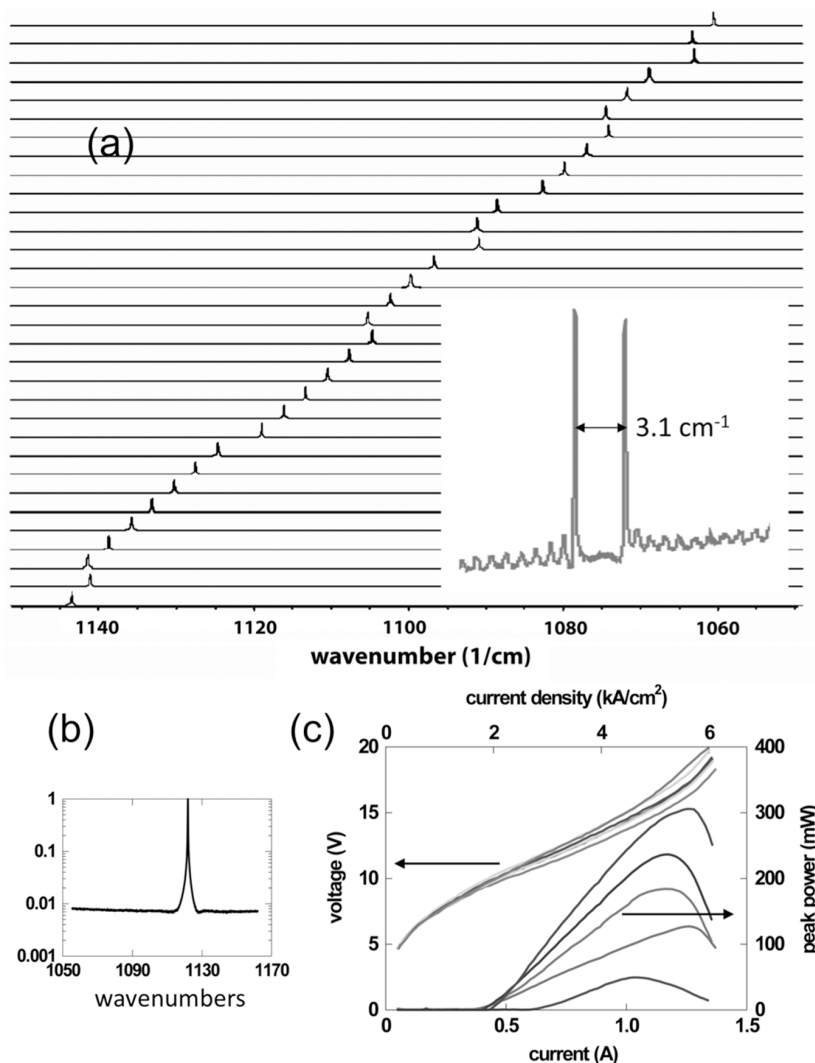 (a)
3.1 cm⁻¹
1140 1120 1100 1080 1060
wavenumber (1/cm)
(b)
1
0.1
0.01
0.001
1050 1090 1130 1170
wavenumbers
(c)
current density (kA/cm²)
0 2 4 6
20 400
15 300
10 200
5 100
0 0
voltage (V)
peak power (mW)
0.5 1.0 1.5
current (A)